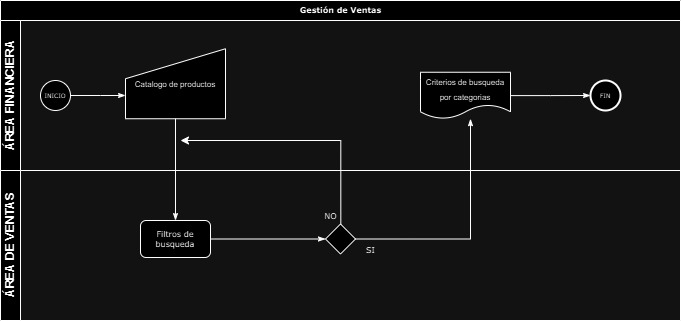 Gestión de Ventas
ÁREA FINANCIERA
INICIO
Catalogo de productos
Criterios de busqueda
por categorias
FIN
ÁREA DE VENTAS
Filtros de
busqueda
NO
SI